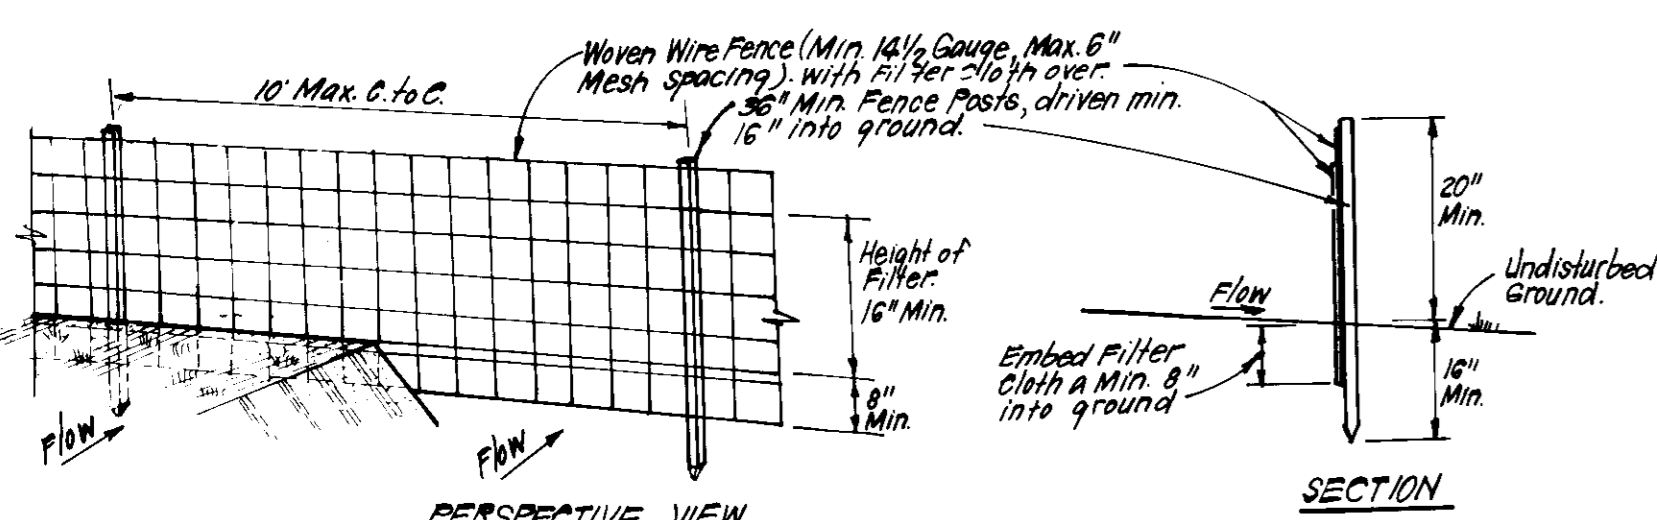 Woven Wire Fence (Min. 14½ Gauge, Max. 6"
Mesh spacing). with Filter cloth over.
36" Min. Fence Posts, driven min.
16" into ground.
10' Max. C. to C.
Height of
Filter.
16" Min.
8"
Min.
Flow
Flow
PERSPECTIVE VIEW
20"
Min.
Undisturbed
Ground.
Flow
Embed Filter
Cloth a Min. 8"
into ground
16"
Min.
SECTION